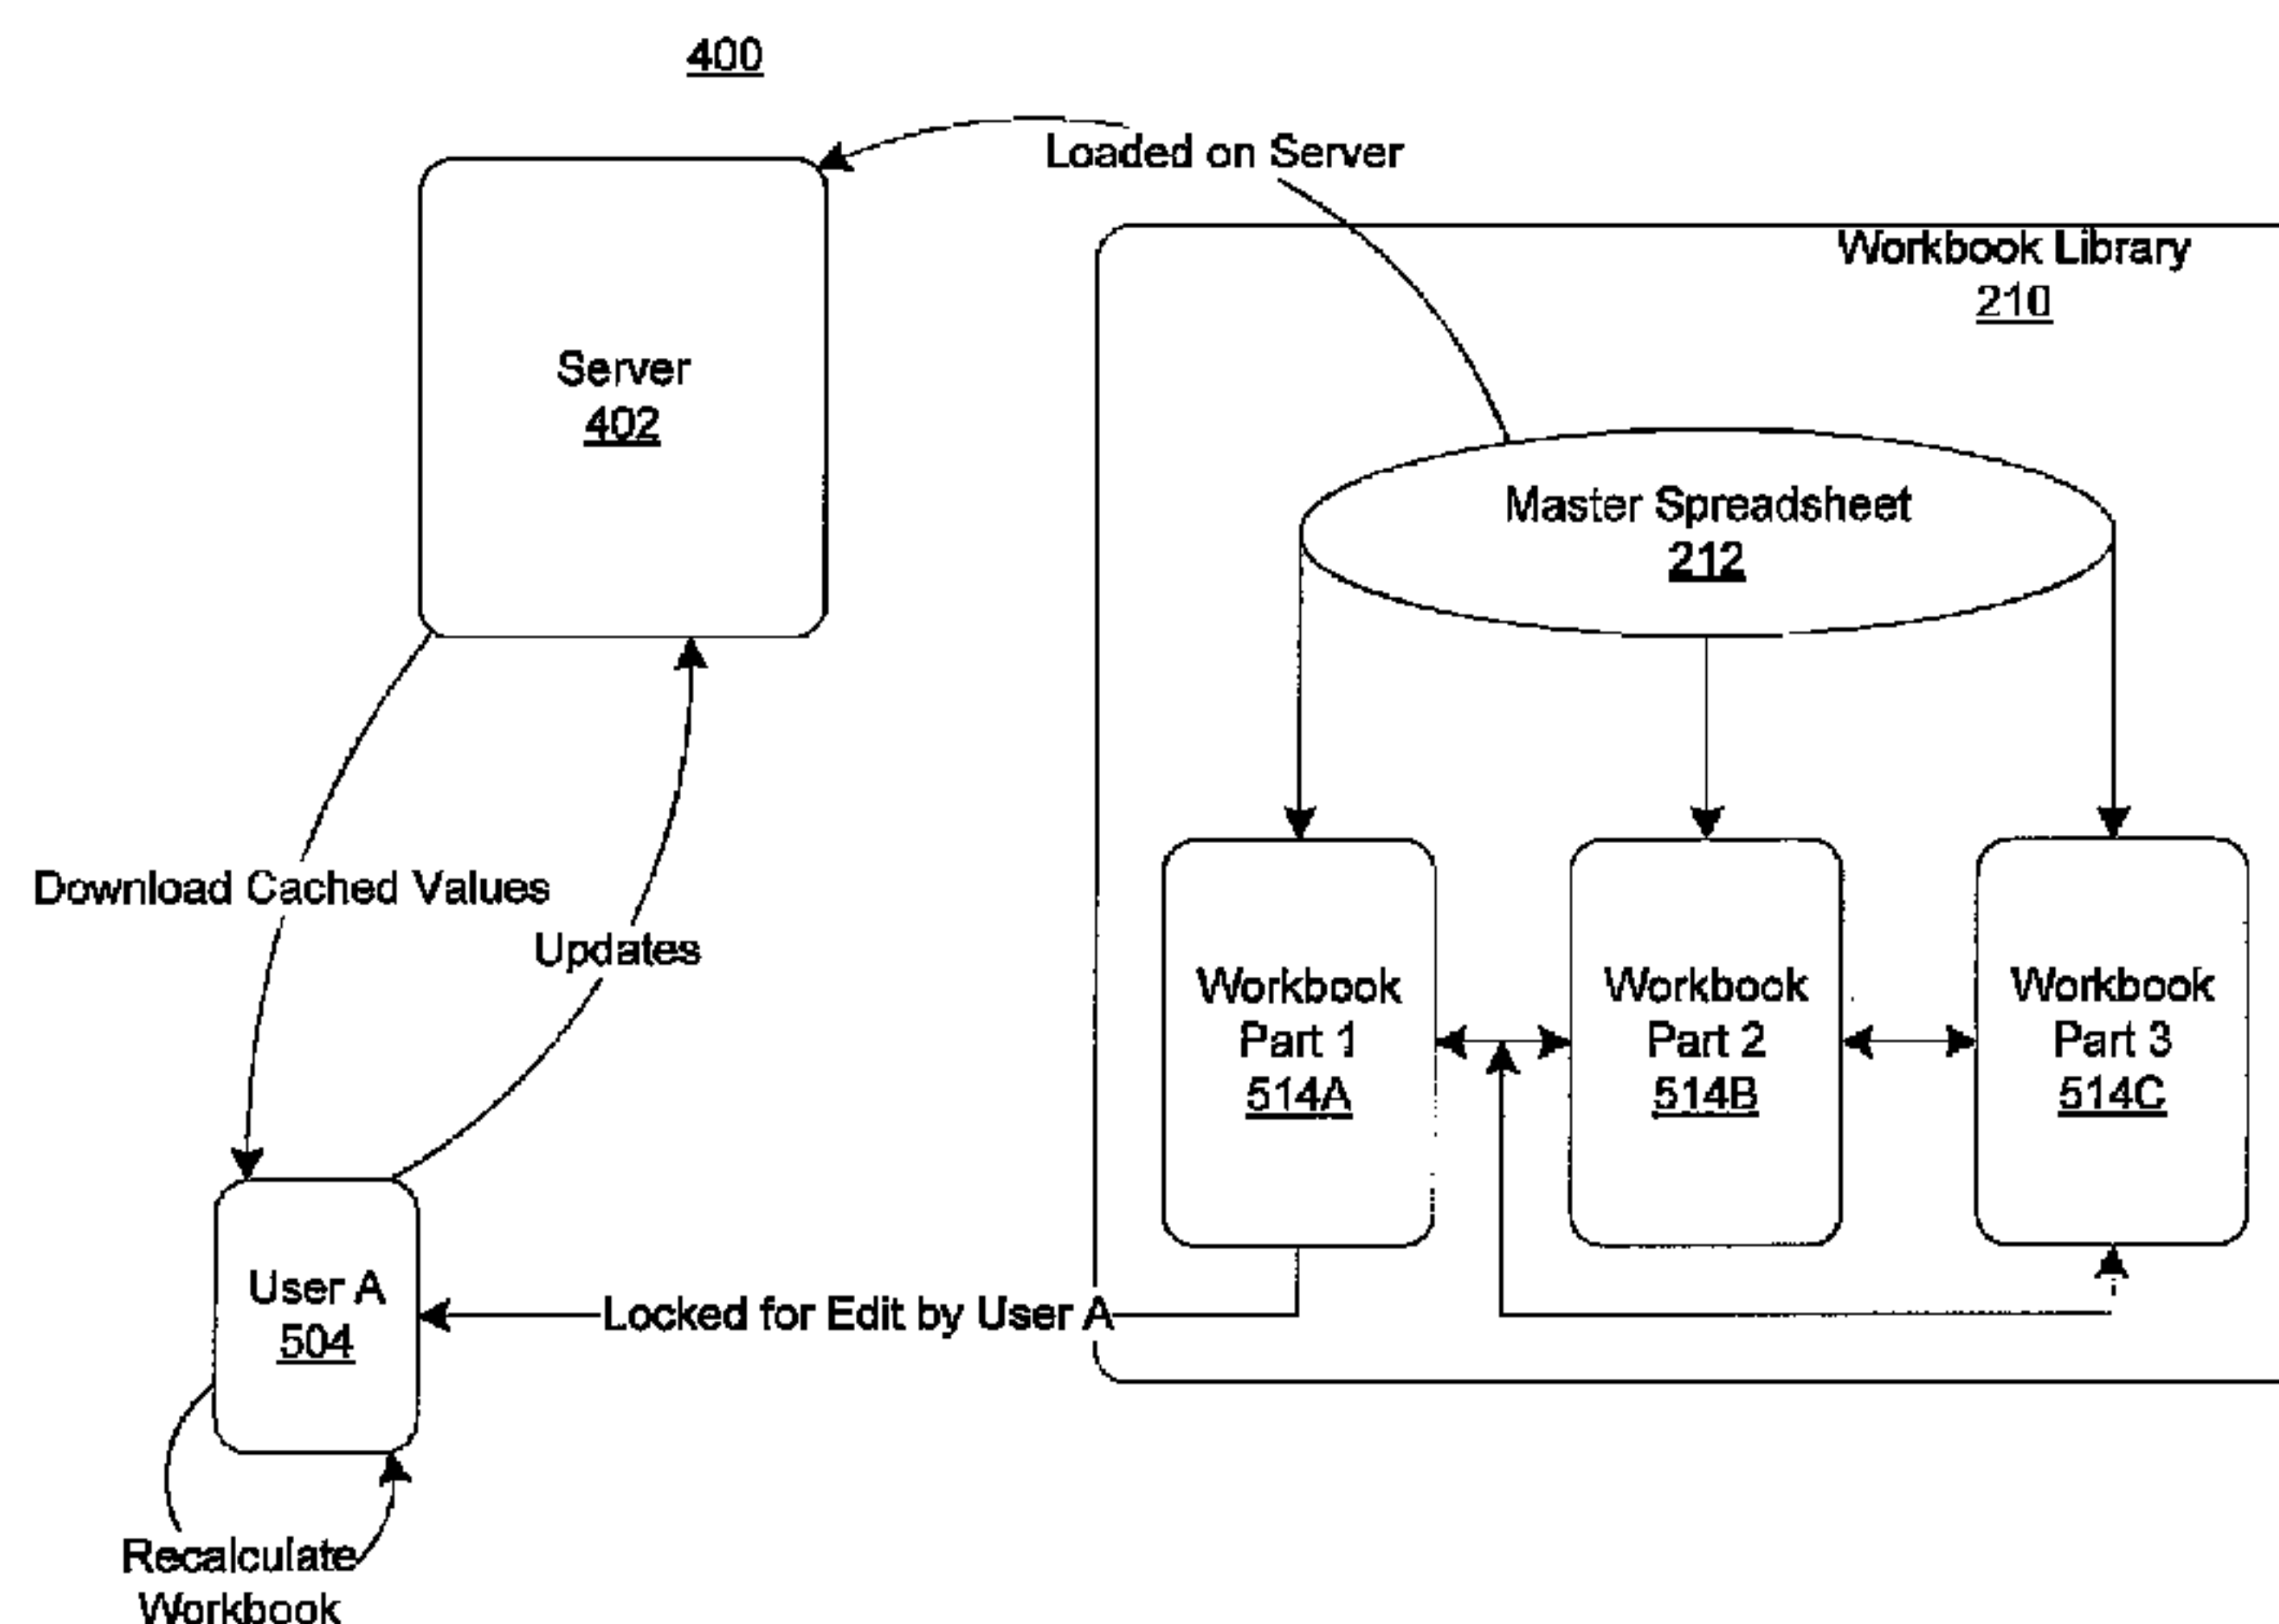 400
Loaded on Server
Workbook Library
210
Server
402
Master Spreadsheet
212
Download Cached Values
Updates
Workbook
Part 1
514A
Workbook
Part 2
514B
Workbook
Part 3
514C
User A
504
Locked for Edit by User A
Recalculate
Workbook